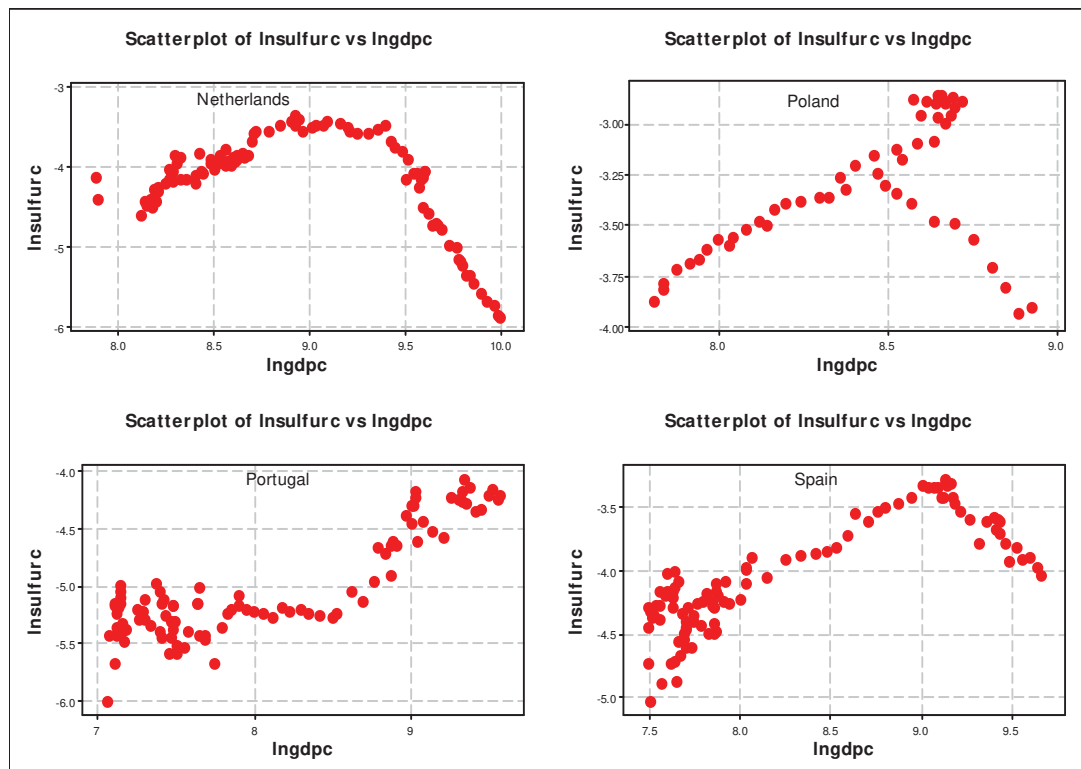 Scatterplot of lnsulfurc vs lngdpc
Netherlands
-3
-4
-5
-6
lnsulfurc
8.0 8.5 9.0 9.5 10.0
lngdpc
Scatterplot of lnsulfurc vs lngdpc
Poland
-3.00
-3.25
-3.50
-3.75
-4.00
lnsulfurc
8.0 8.5 9.0
lngdpc
Scatterplot of lnsulfurc vs lngdpc
Portugal
-4.0
-4.5
-5.0
-5.5
-6.0
lnsulfurc
7 8 9
lngdpc
Scatterplot of lnsulfurc vs lngdpc
Spain
-3.5
-4.0
-4.5
-5.0
lnsulfurc
7.5 8.0 8.5 9.0 9.5
lngdpc